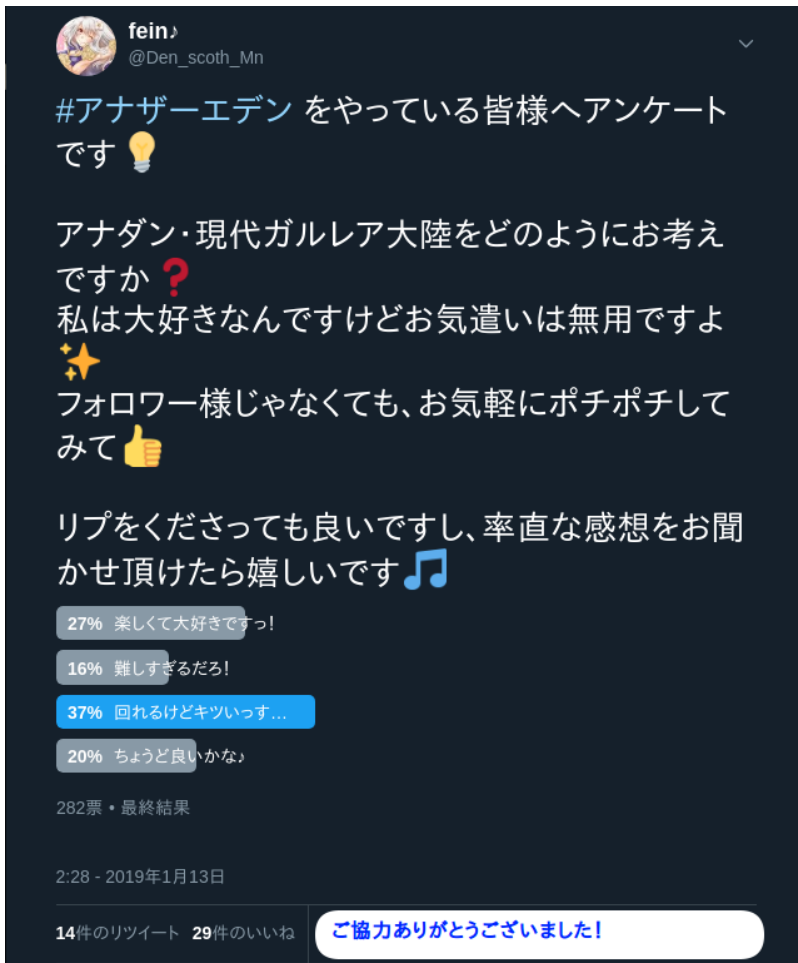 fein♪
@Den_scoth_Mn
#アナザーエデン をやっている皆様へアンケート
です💡
アナダン・現代ガルレア大陸をどのようにお考え
ですか❓
私は大好きなんですけどお気遣いは無用ですよ
✨
フォロワー様じゃなくても、お気軽にポチポチして
みて👍
リプをくださっても良いですし、率直な感想をお聞
かせ頂けたら嬉しいです🎵
27% 楽しくて大好きですっ!
16% 難しすぎるだろ!
37% 回れるけどキツいっす…
20% ちょうど良いかな♪
282票 • 最終結果
2:28 - 2019年1月13日
14件のリツイート 29件のいいね
ご協力ありがとうございました!